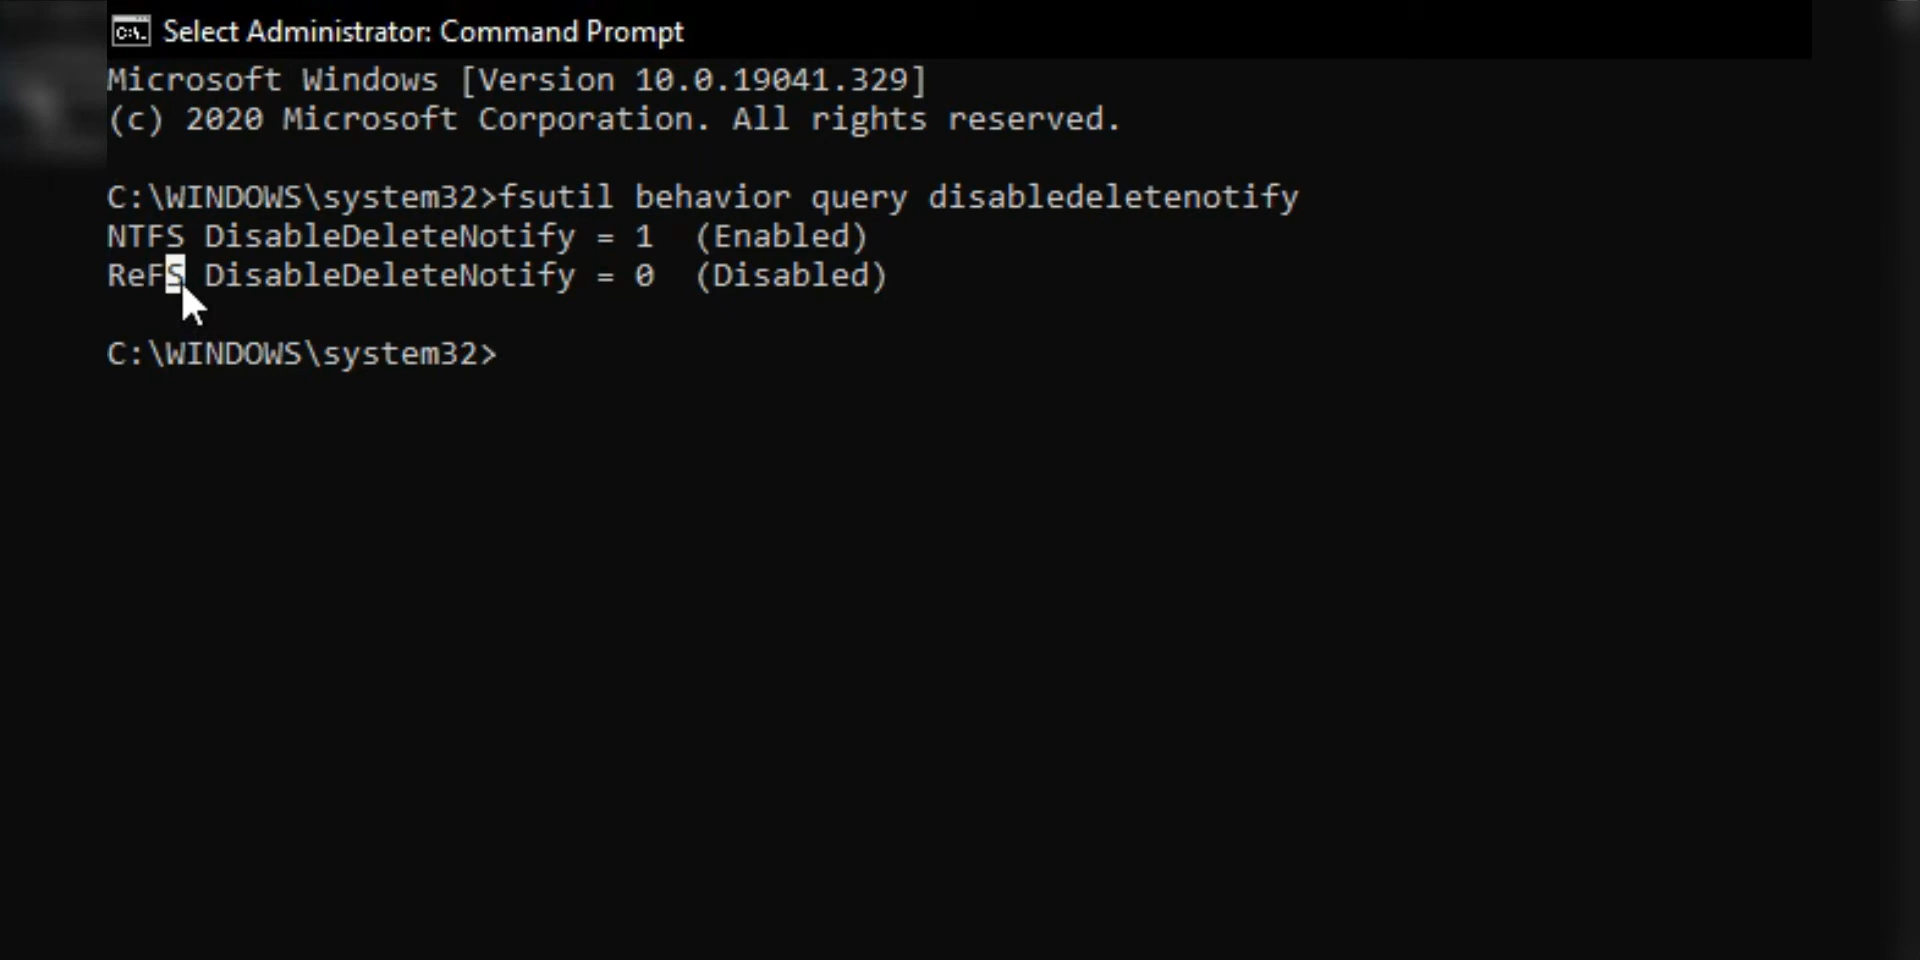 Select Administrator: Command Prompt
Microsoft Windows [Version 10.0.19041.329]
(c) 2020 Microsoft Corporation. All rights reserved.
C:\WINDOWS\system32>fsutil behavior query disabledeletenotify
NTFS DisableDeleteNotify = 1  (Enabled)
ReFS DisableDeleteNotify = 0  (Disabled)
C:\WINDOWS\system32>